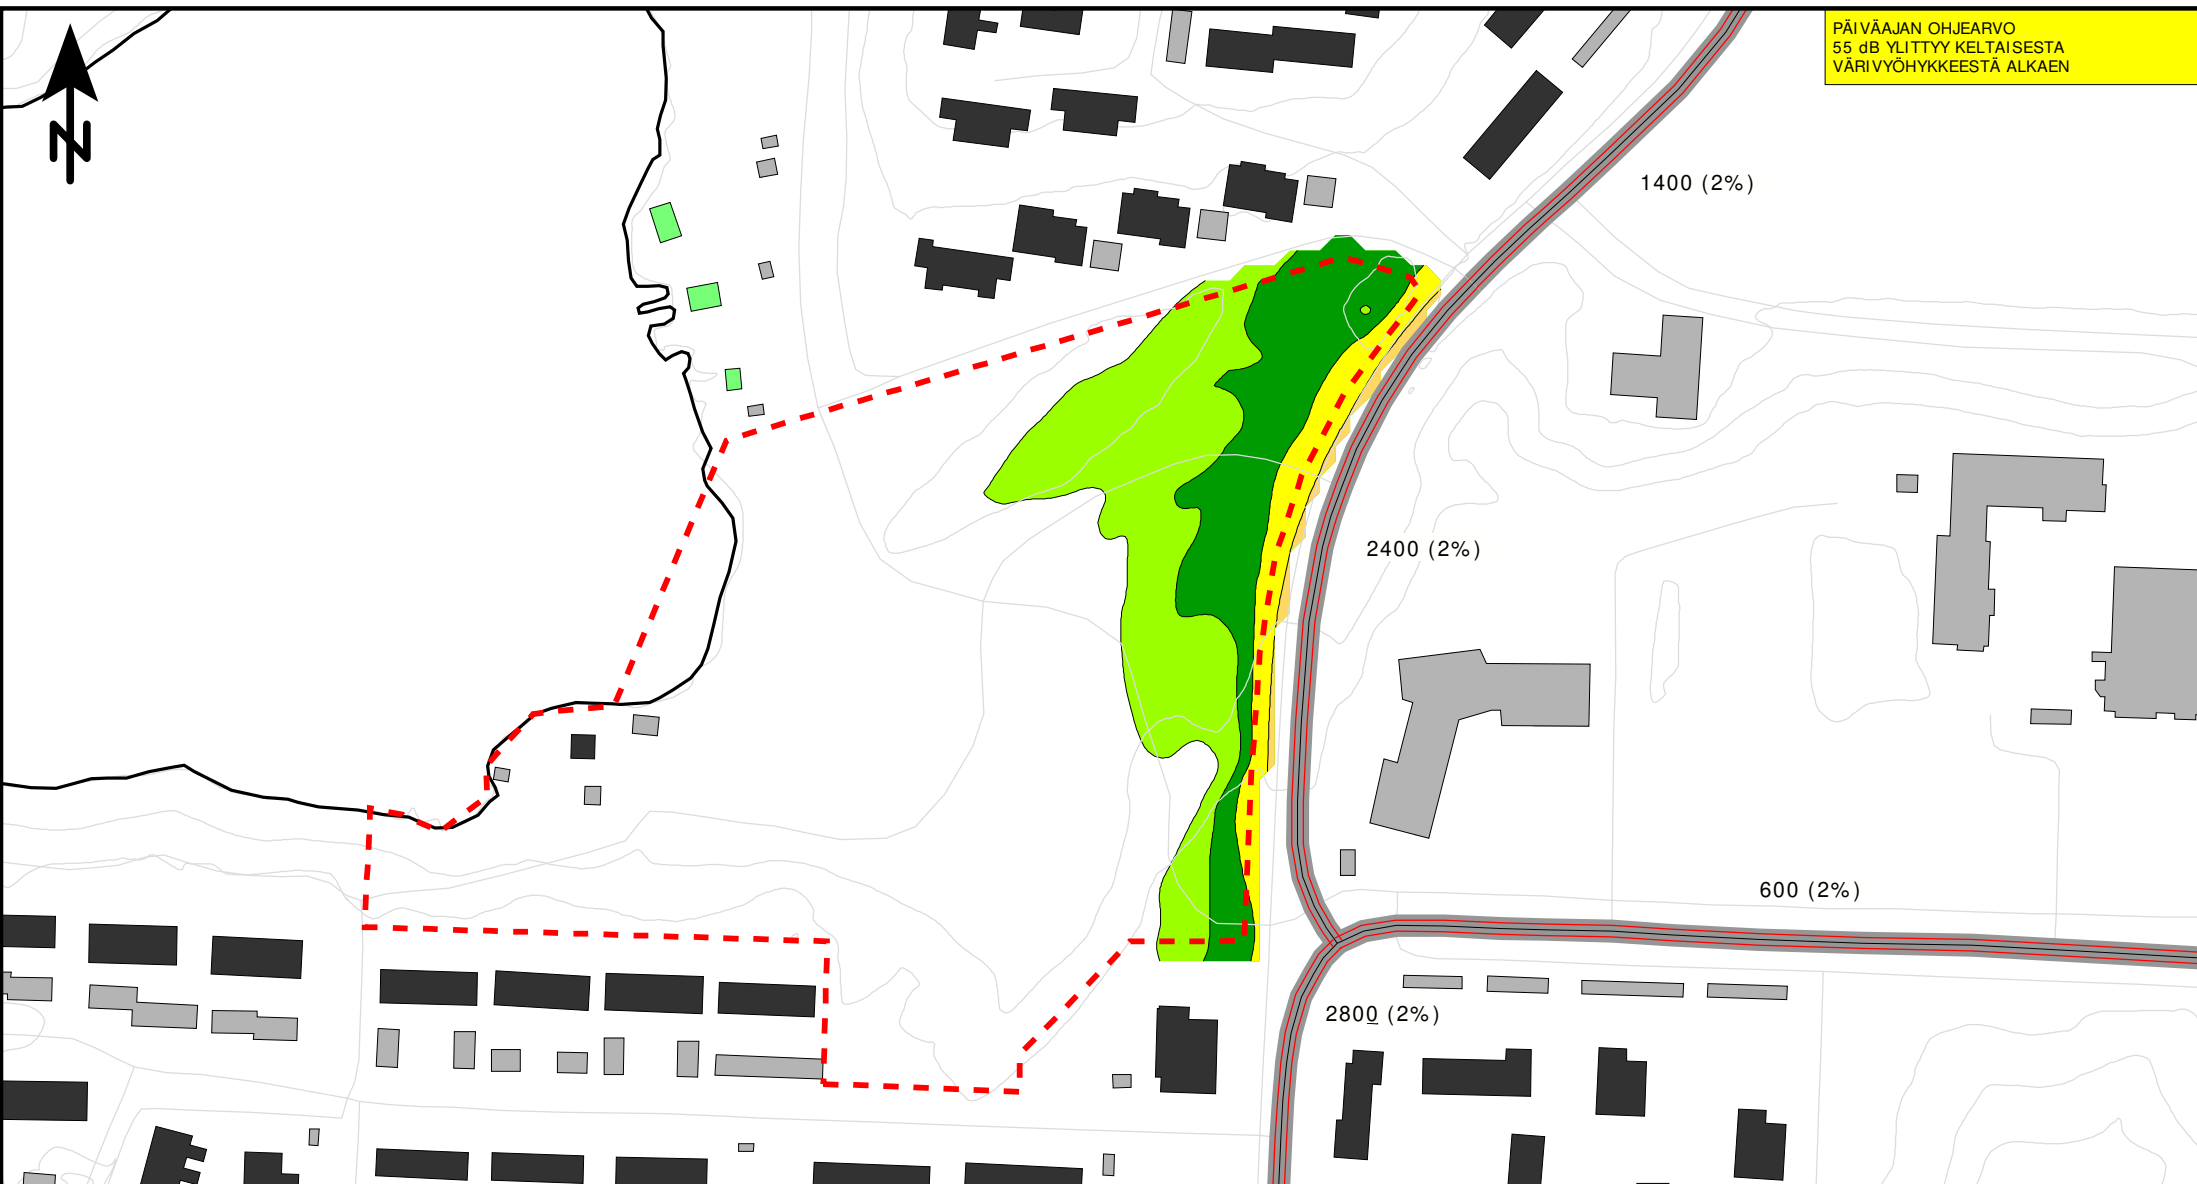 PÄIVÄAJAN OHJEARVO
55 dB YLITTYY KELTAISESTA
VÄRIVYÖHYKKEESTÄ ALKAEN
N
1400 (2%)
2400 (2%)
600 (2%)
2800 (2%)